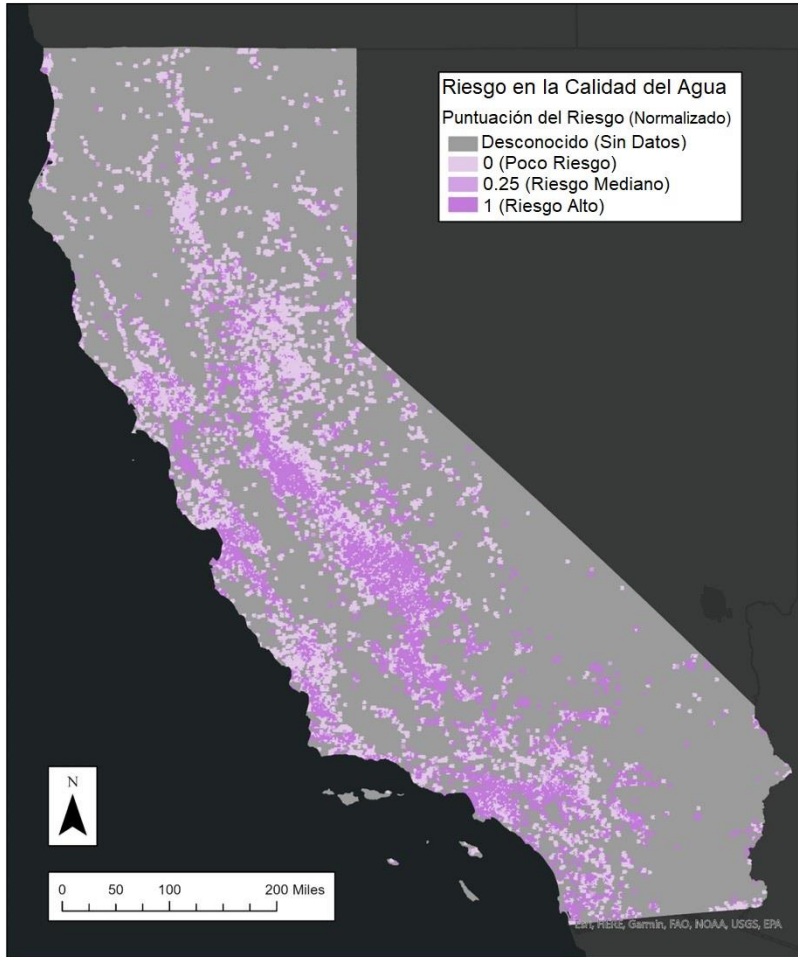 Riesgo en la Calidad del Agua
Puntuación del Riesgo (Normalizado)
Desconocido (Sin Datos)
0 (Poco Riesgo)
0.25 (Riesgo Mediano)
1 (Riesgo Alto)
N
0 50 100 200 Miles
Esri, HERE, Garmin, FAO, NOAA, USGS, EPA